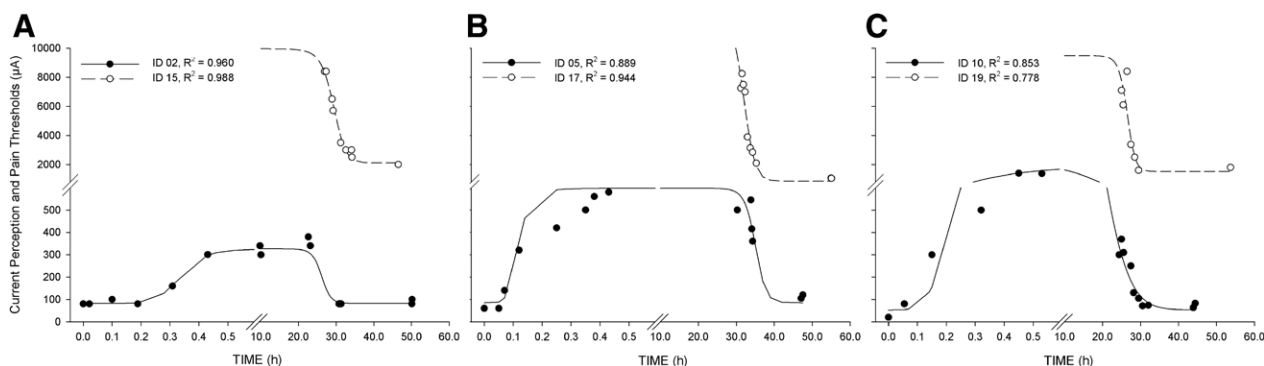 A B C
Current Perception and Pain Thresholds (µA)
10000
8000
6000
4000
2000
500
400
300
200
100
0
ID 02, R² = 0.960
ID 15, R² = 0.988
ID 05, R² = 0.889
ID 17, R² = 0.944
ID 10, R² = 0.853
ID 19, R² = 0.778
0.0 0.1 0.2 0.3 0.4 0.5 10.0 20.0 30.0 40.0 50.0 60.0
0.0 0.1 0.2 0.3 0.4 0.5 10.0 20.0 30.0 40.0 50.0 60.0
0.0 0.1 0.2 0.3 0.4 0.5 10.0 20.0 30.0 40.0 50.0 60.0
TIME (h) TIME (h) TIME (h)